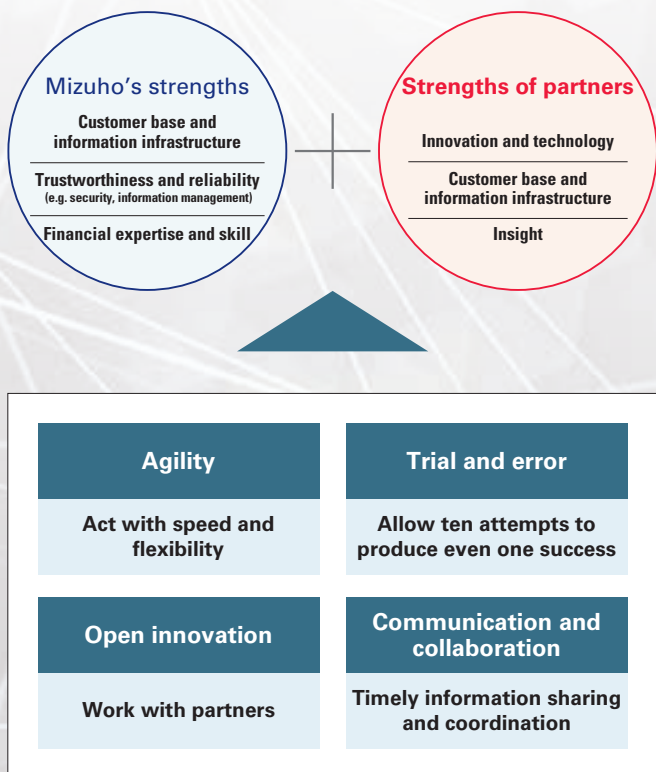 Mizuho's strengths
Customer base and
information infrastructure
Trustworthiness and reliability
(e.g. security, information management)
Financial expertise and skill
Strengths of partners
Innovation and technology
Customer base and
information infrastructure
Insight
Agility
Act with speed and
flexibility
Trial and error
Allow ten attempts to
produce even one success
Open innovation
Work with partners
Communication and
collaboration
Timely information sharing
and coordination